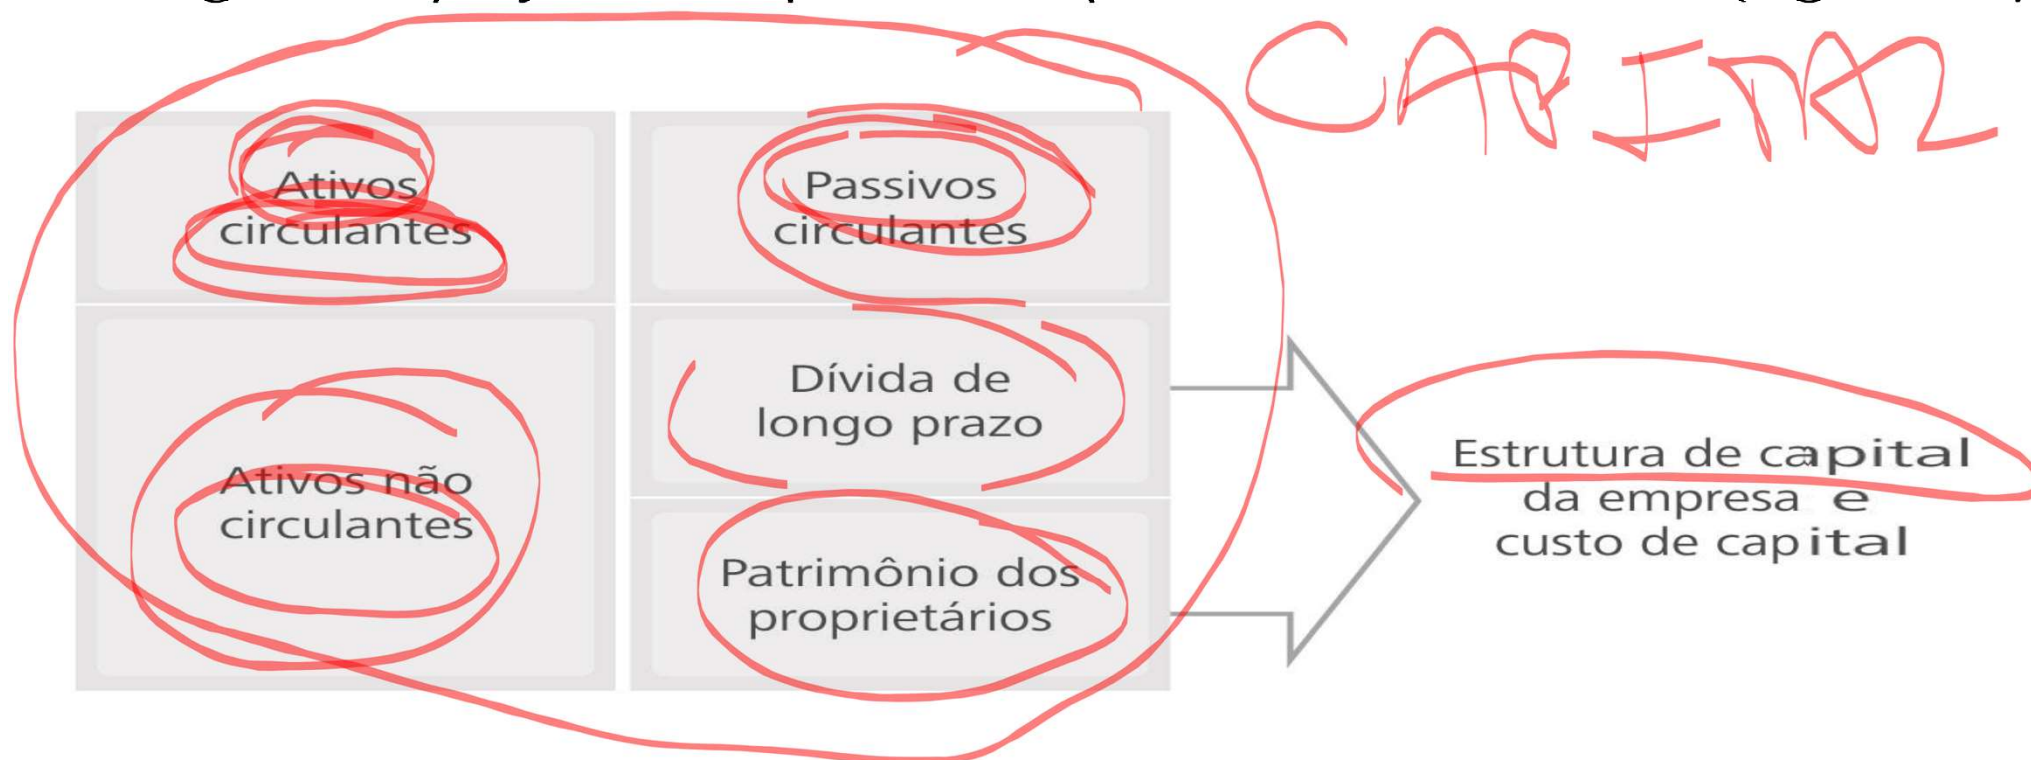 CAPITAL
Ativos
circulantes
Passivos
circulantes
Dívida de
longo prazo
Ativos não
circulantes
Patrimônio dos
proprietários
Estrutura de capital
da empresa e
custo de capital